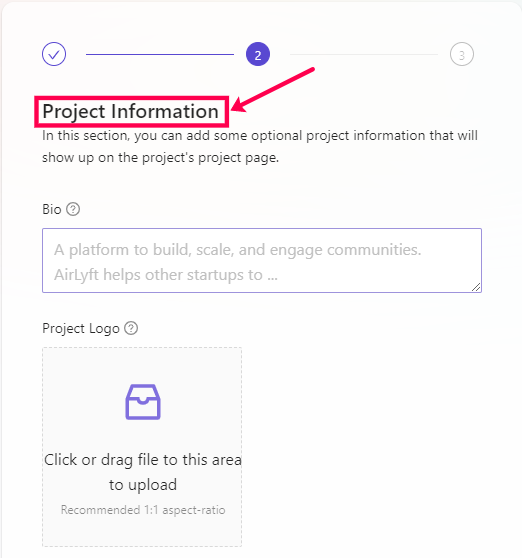 2
3
Project Information
In this section, you can add some optional project information that will
show up on the project's project page.
Bio
A platform to build, scale, and engage communities.
AirLyft helps other startups to ...
Project Logo
Click or drag file to this area
to upload
Recommended 1:1 aspect-ratio